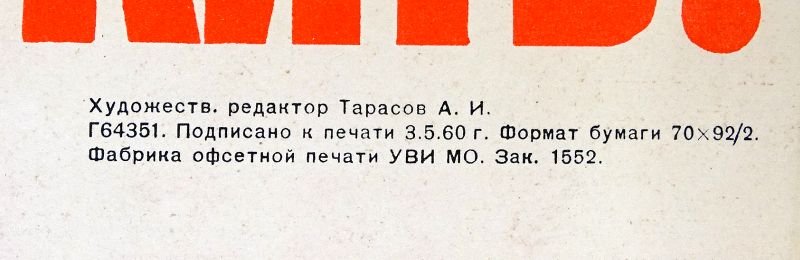 Художеств. редактор Тарасов А. И.
Г64351. Подписано к печати 3.5.60 г. Формат бумаги 70×92/2.
Фабрика офсетной печати УВИ МО. Зак. 1552.